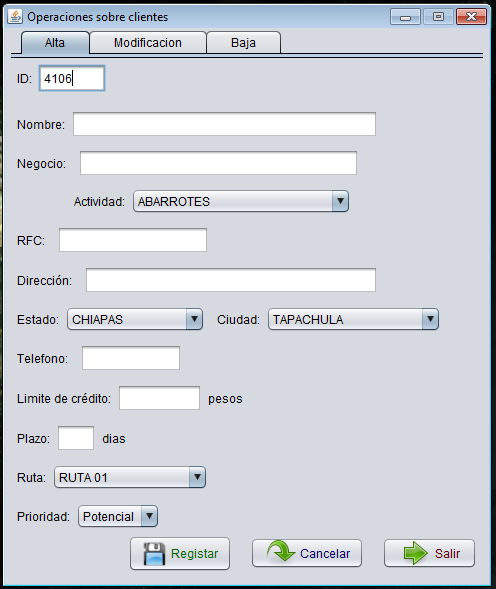 Operaciones sobre clientes
Alta Modificacion Baja
ID: 4106
Nombre:
Negocio:
Actividad: ABARROTES
RFC:
Dirección:
Estado: CHIAPAS Ciudad: TAPACHULA
Telefono:
Limite de crédito: pesos
Plazo: dias
Ruta: RUTA 01
Prioridad: Potencial
Registar Cancelar Salir